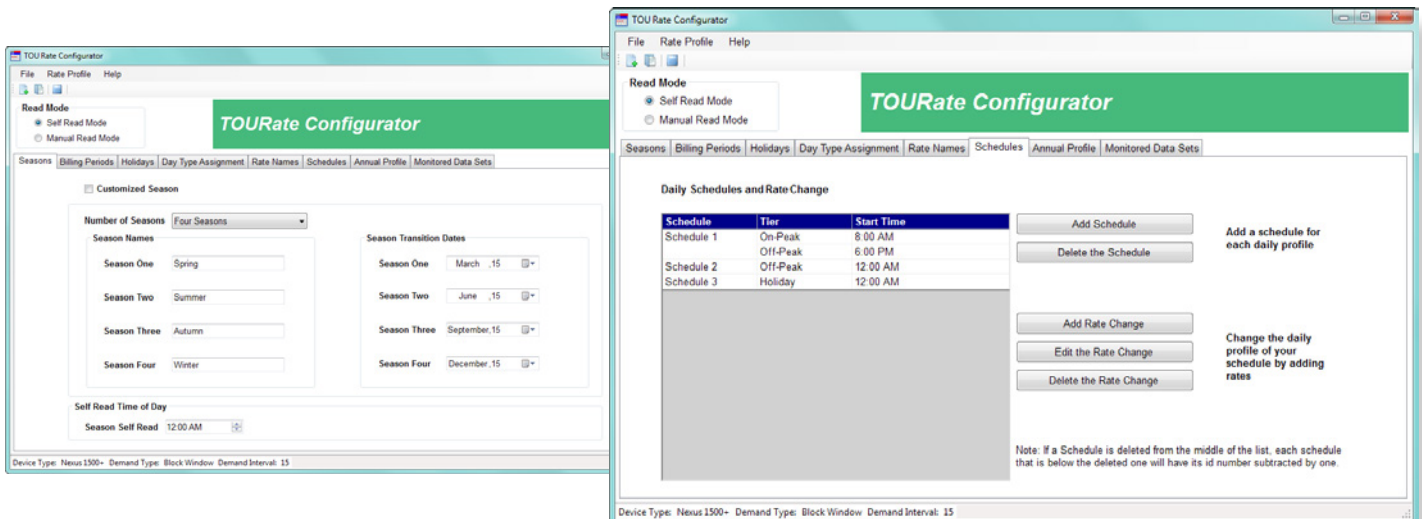 TOU Rate Configurator
File Rate Profile Help
Read Mode
Self Read Mode
Manual Read Mode
TOURate Configurator
Seasons Billing Periods Holidays Day Type Assignment Rate Names Schedules Annual Profile Monitored Data Sets
Customized Season
Number of Seasons Four Seasons
Season Names
Season One Spring
Season Two Summer
Season Three Autumn
Season Four Winter
Season Transition Dates
Season One March ,15
Season Two June ,15
Season Three September,15
Season Four December,15
Self Read Time of Day
Season Self Read 12:00 AM
Device Type: Nexus 1500+ Demand Type: Block Window Demand Interval: 15
TOU Rate Configurator
File Rate Profile Help
Read Mode
Self Read Mode
Manual Read Mode
TOURate Configurator
Seasons Billing Periods Holidays Day Type Assignment Rate Names Schedules Annual Profile Monitored Data Sets
Daily Schedules and Rate Change
Schedule Tier Start Time
Schedule 1 On-Peak 8:00 AM
Off-Peak 6:00 PM
Schedule 2 Off-Peak 12:00 AM
Schedule 3 Holiday 12:00 AM
Add Schedule
Delete the Schedule
Add a schedule for
each daily profile
Add Rate Change
Edit the Rate Change
Delete the Rate Change
Change the daily
profile of your
schedule by adding
rates
Note: If a Schedule is deleted from the middle of the list, each schedule
that is below the deleted one will have its id number subtracted by one.
Device Type: Nexus 1500+ Demand Type: Block Window Demand Interval: 15